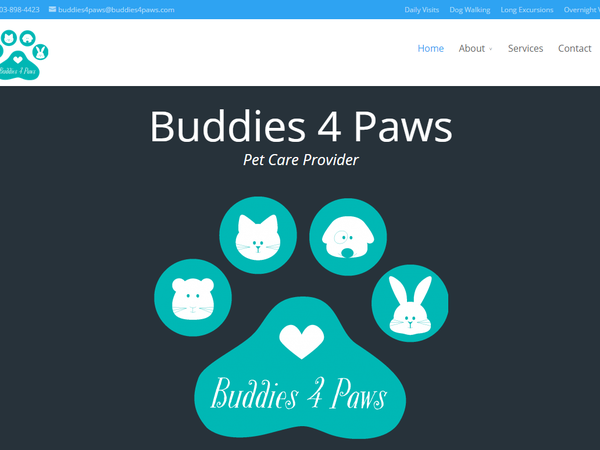 03-898-4423 buddies4paws@buddies4paws.com Daily Visits Dog Walking Long Excursions Overnight
Buddies 4 Paws
Home About Services Contact
Buddies 4 Paws
Pet Care Provider
Buddies 4 Paws